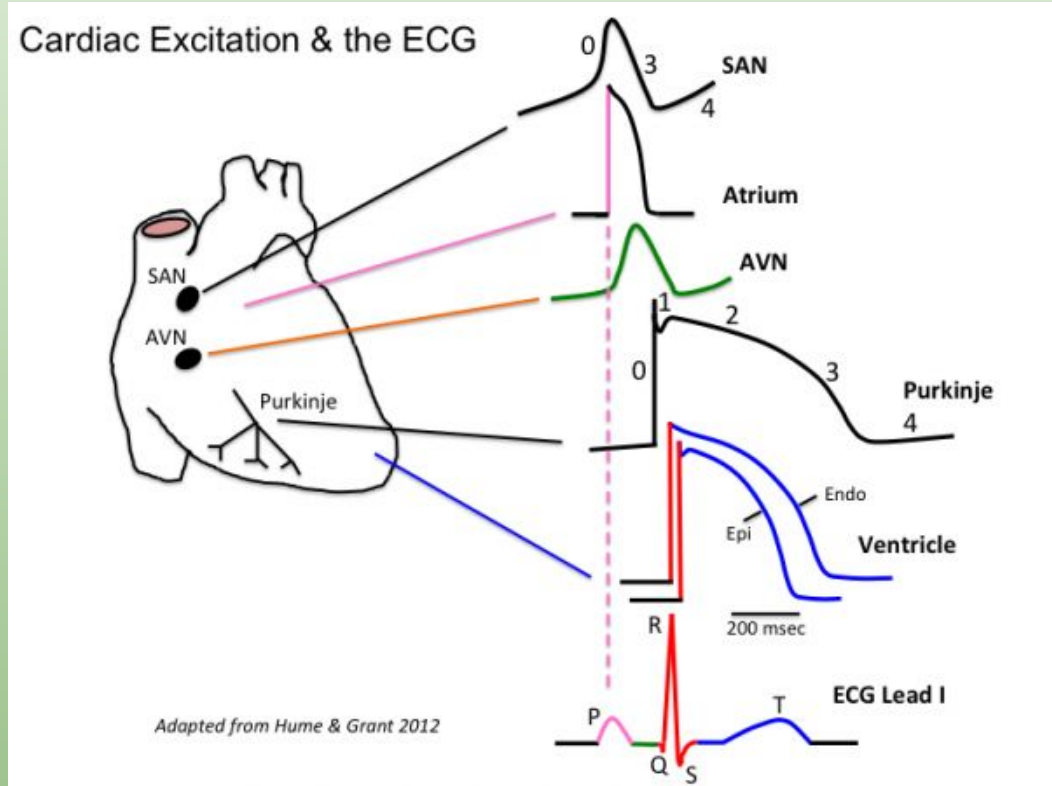 Cardiac Excitation & the ECG
0
3
SAN
4
Atrium
SAN
AVN
AVN
1
2
0
3
Purkinje
Purkinje
4
Endo
Epi
Ventricle
R
200 msec
ECG Lead I
P
T
Adapted from Hume & Grant 2012
Q
S